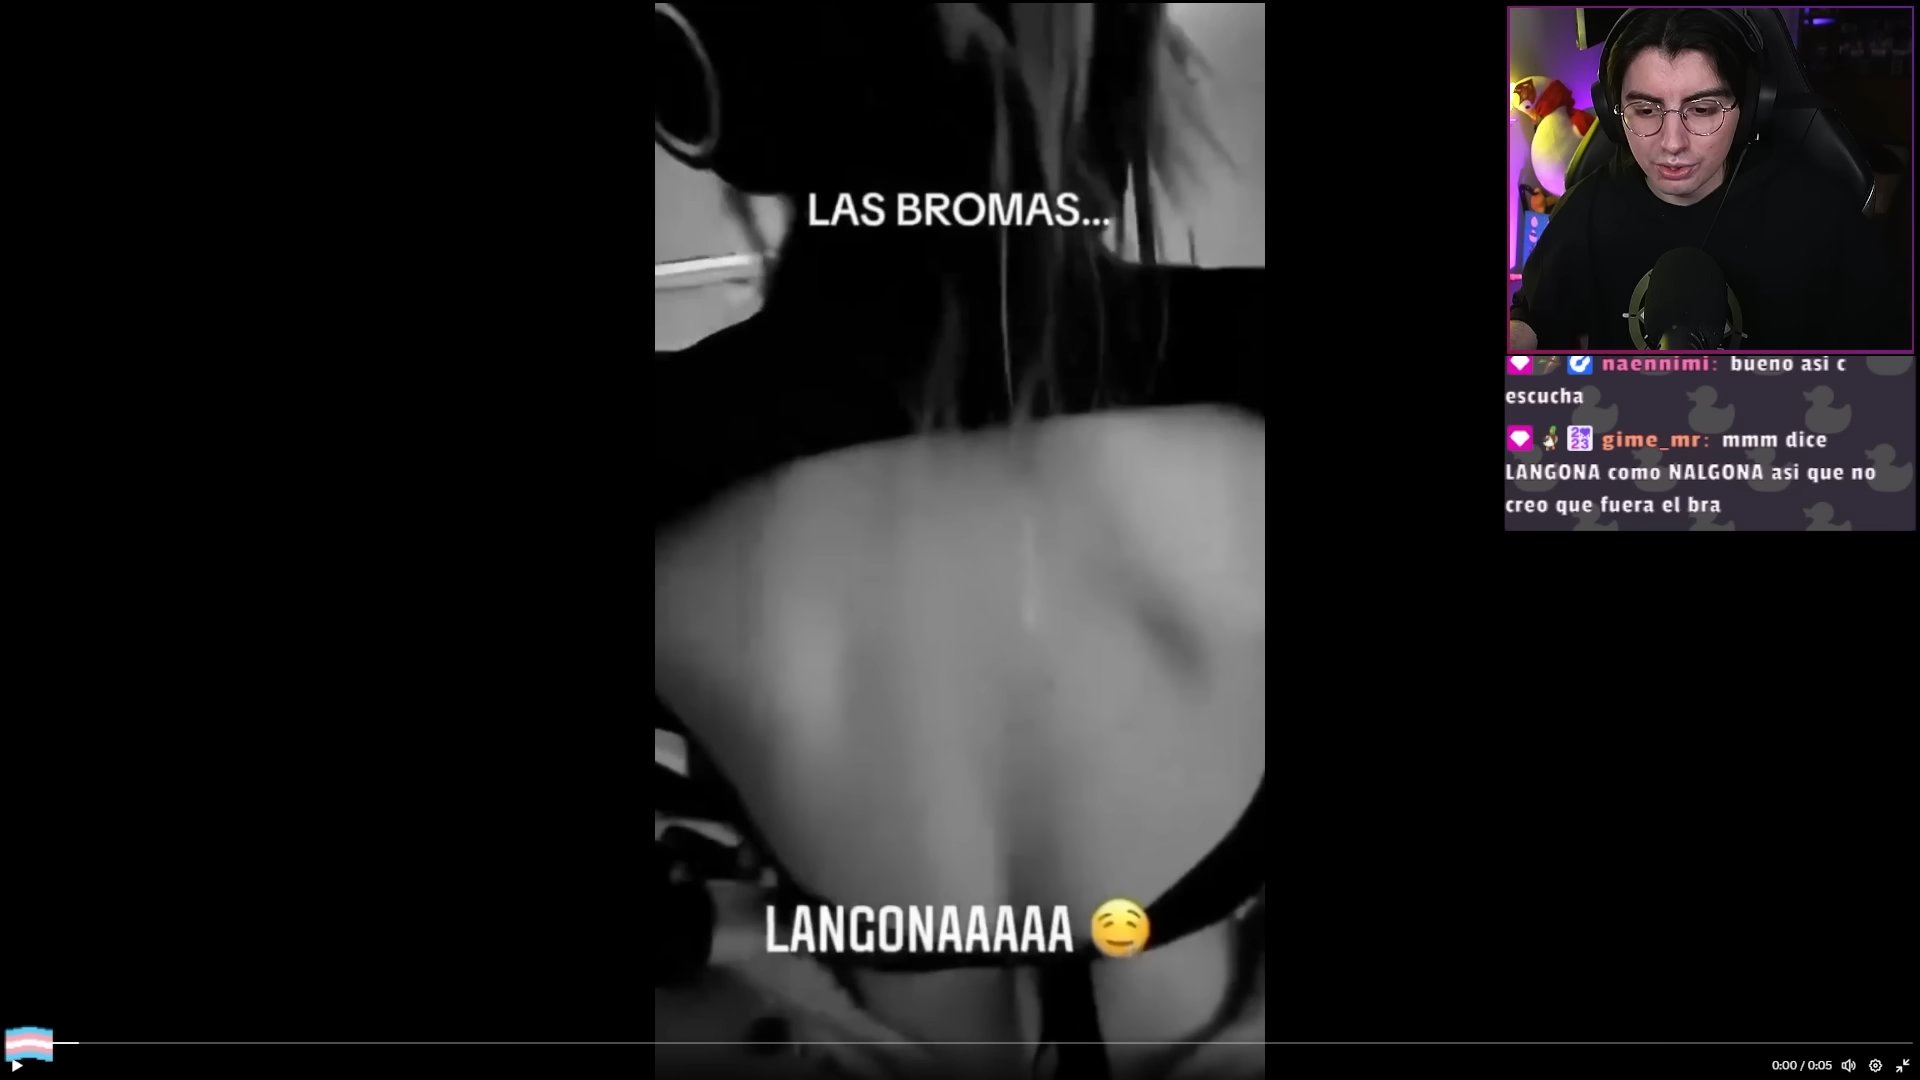 LAS BROMAS...
LANGONAAAAA 🤤
naennimi: bueno asi c
escucha
gime_mr: mmm dice
LANGONA como NALGONA asi que no
creo que fuera el bra
0:00 / 0:05